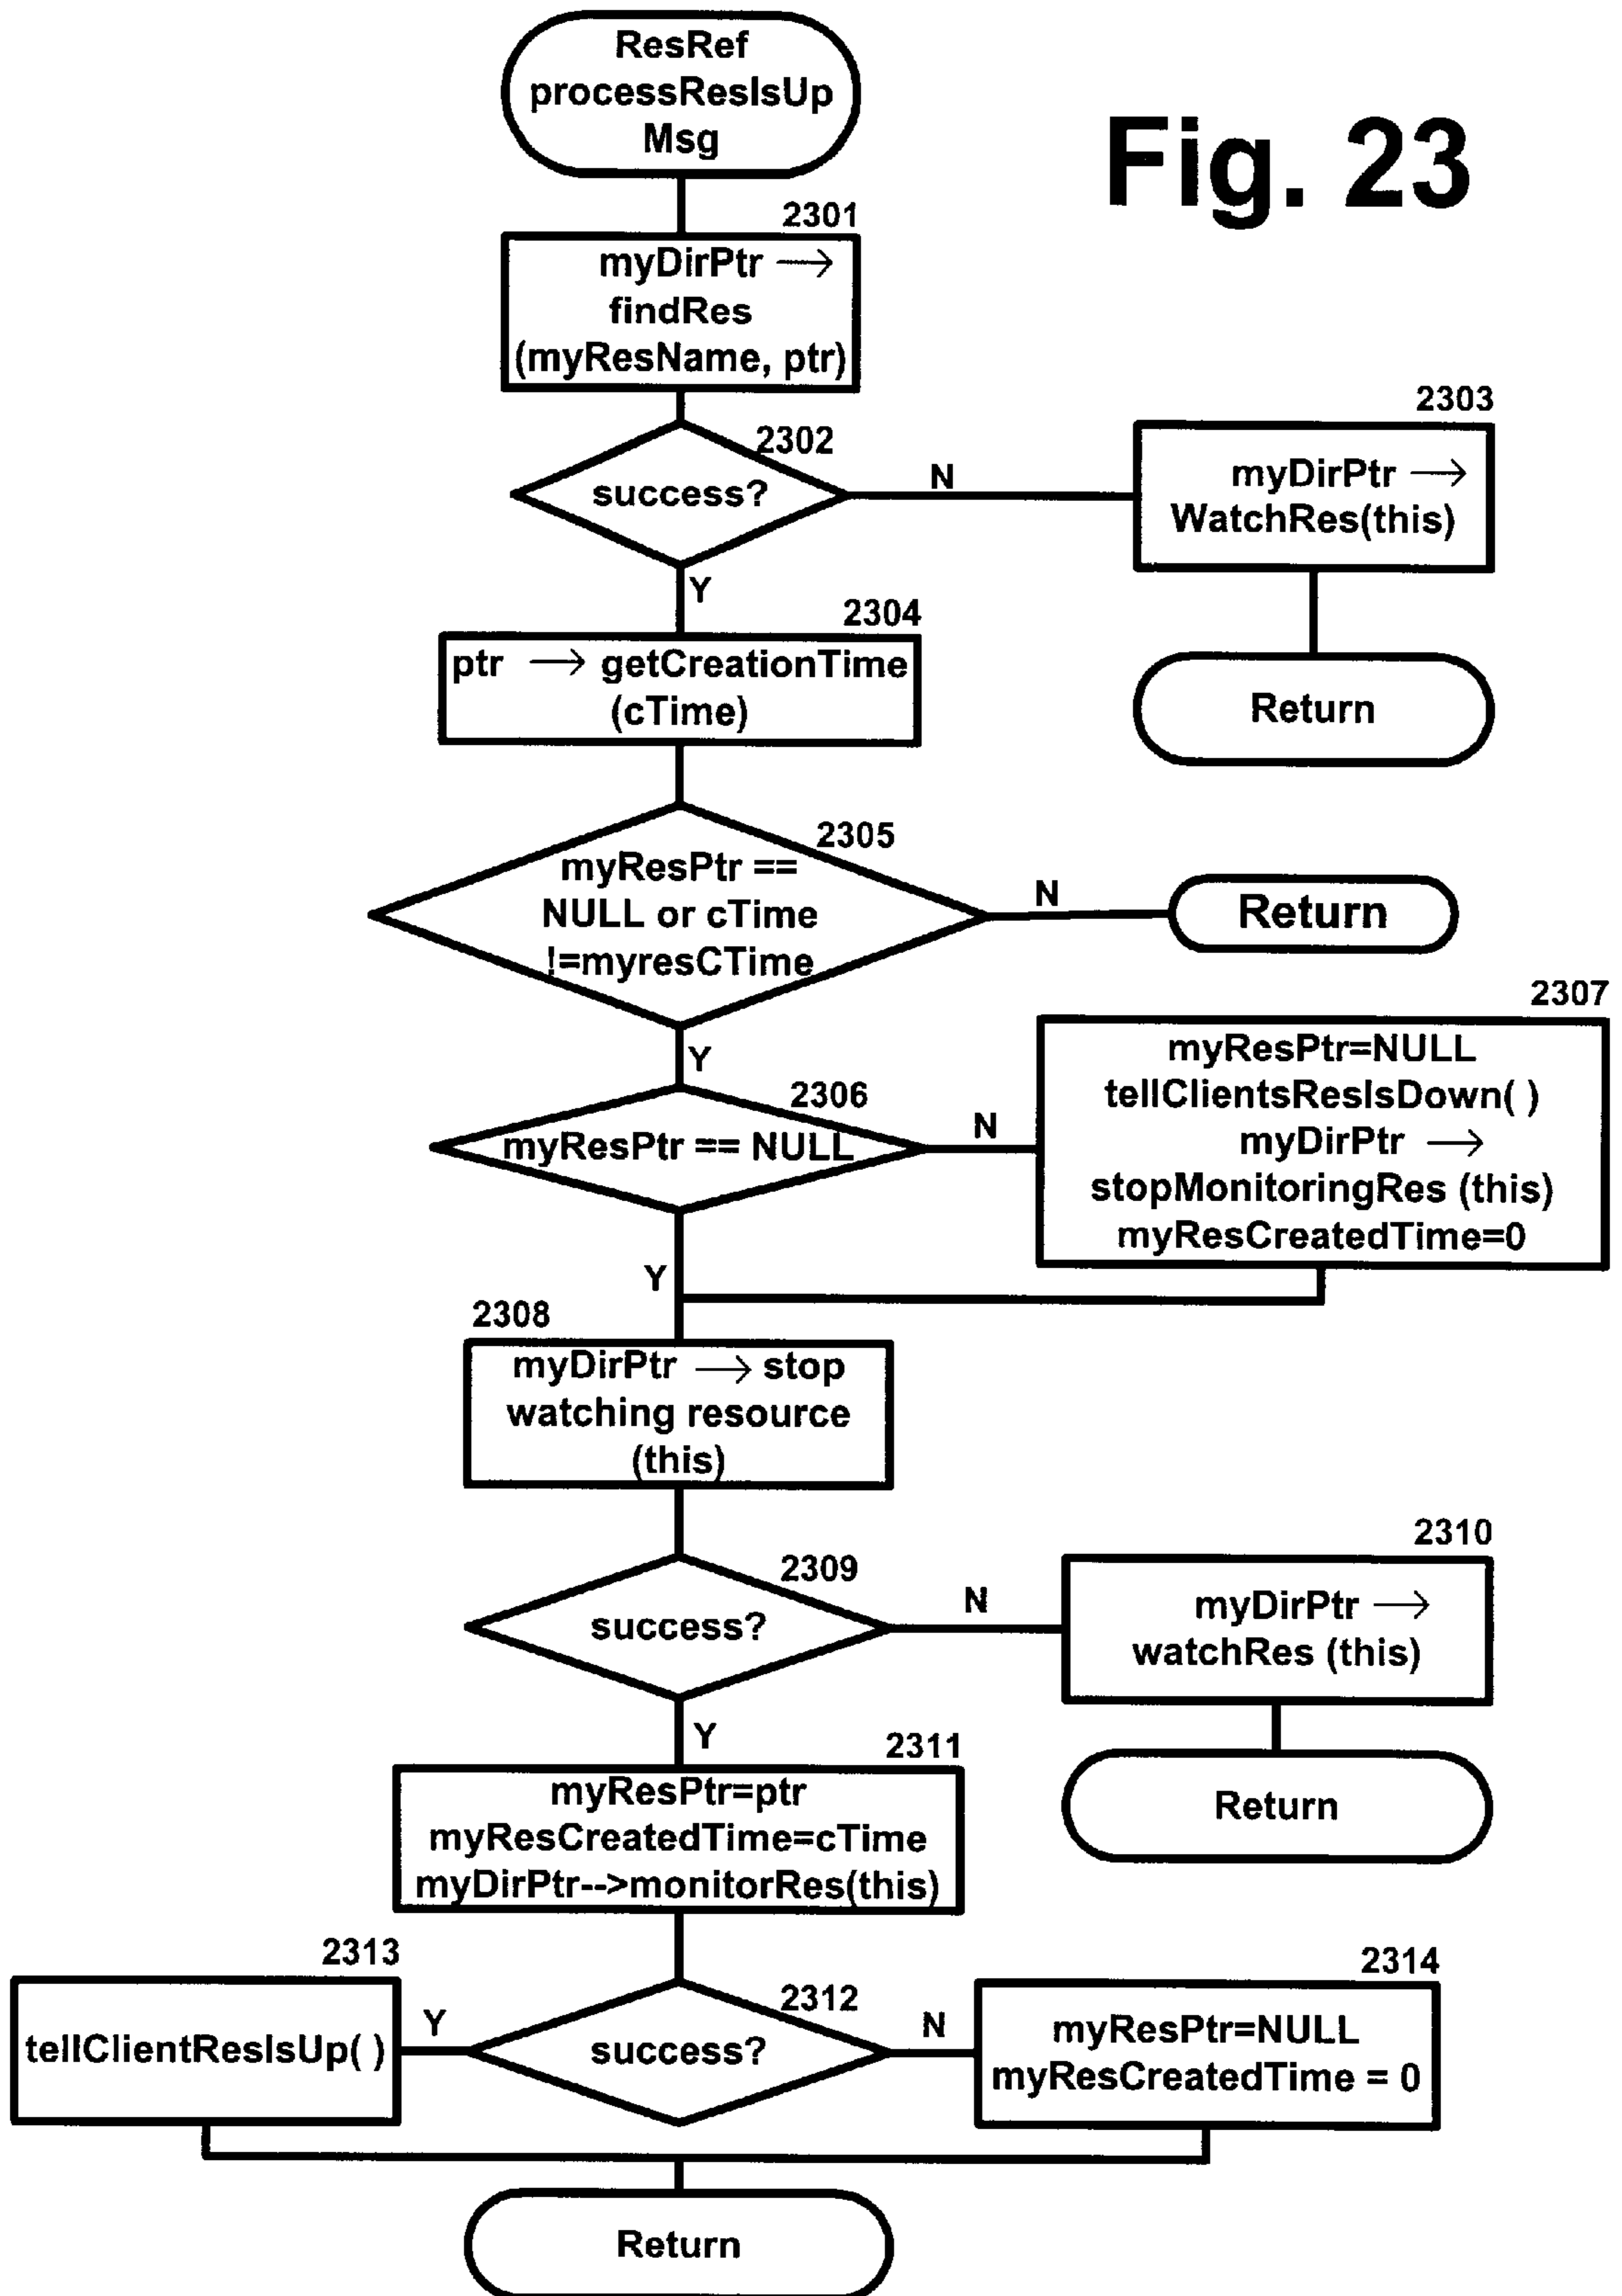 ResRef
processResIsUp
Msg
Fig. 23
2301
myDirPtr →
findRes
(myResName, ptr)
2302
success?
N
2303
myDirPtr →
WatchRes(this)
Return
Y
2304
ptr → getCreationTime
(cTime)
2305
myResPtr ==
NULL or cTime
!=myresCTime
N
Return
Y
2306
myResPtr == NULL
N
2307
myResPtr=NULL
tellClientsResIsDown( )
myDirPtr →
stopMonitoringRes (this)
myResCreatedTime=0
Y
2308
myDirPtr → stop
watching resource
(this)
2309
success?
N
2310
myDirPtr →
watchRes (this)
Return
Y
2311
myResPtr=ptr
myResCreatedTime=cTime
myDirPtr-->monitorRes(this)
2313
tellClientResIsUp( )
Y
2312
success?
N
2314
myResPtr=NULL
myResCreatedTime = 0
Return